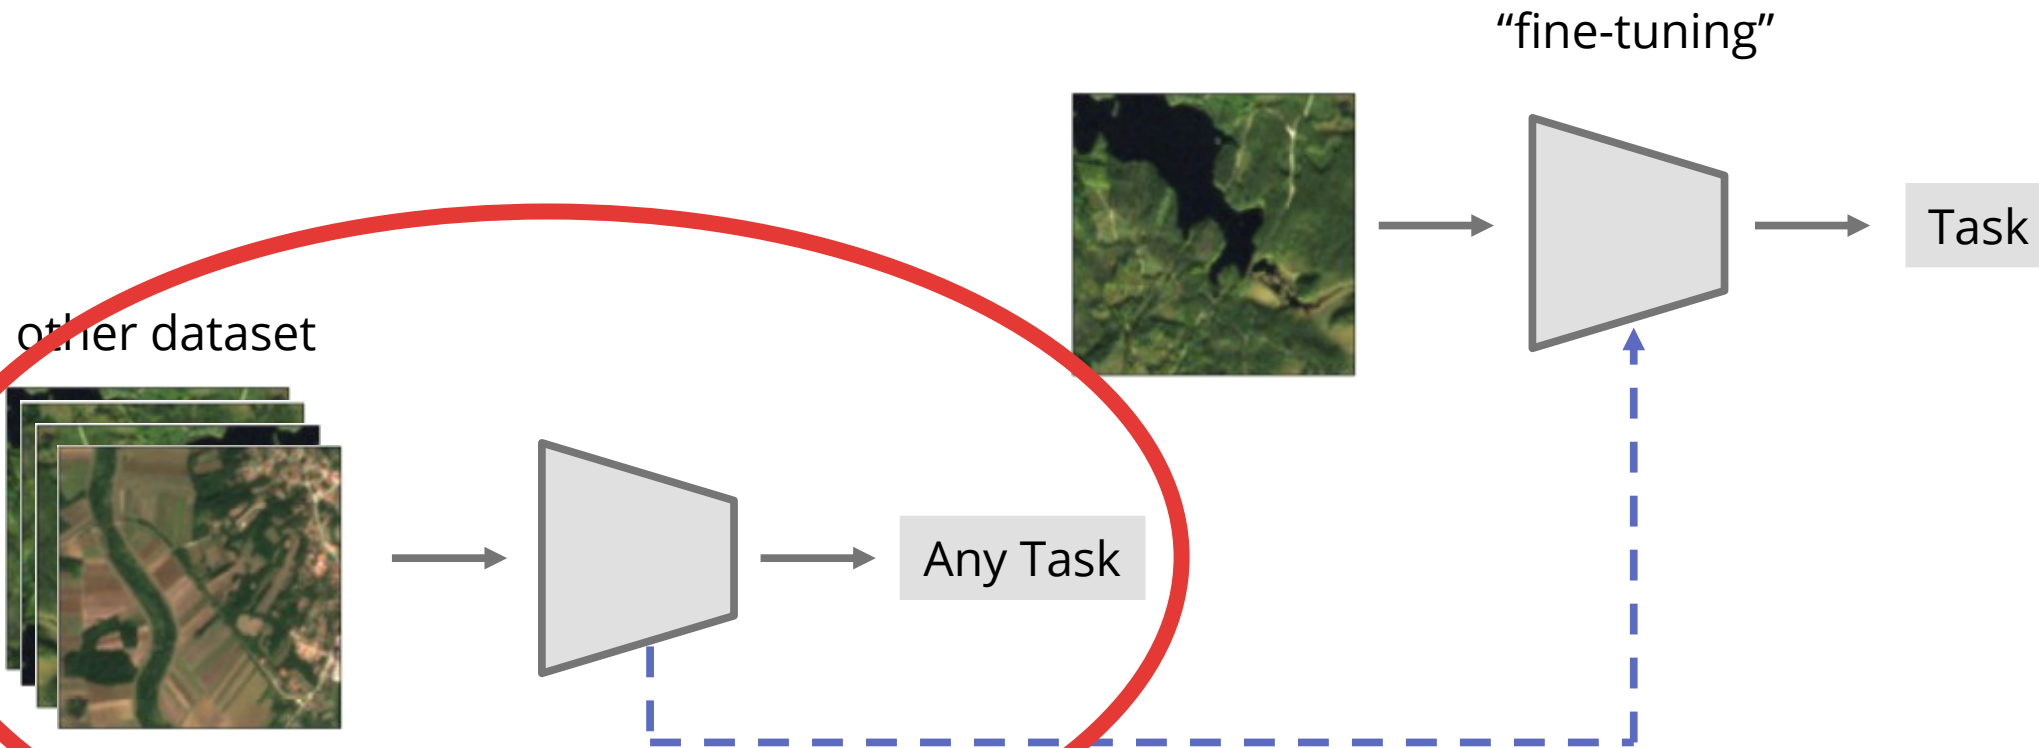 “fine-tuning”
Task
other dataset
Any Task